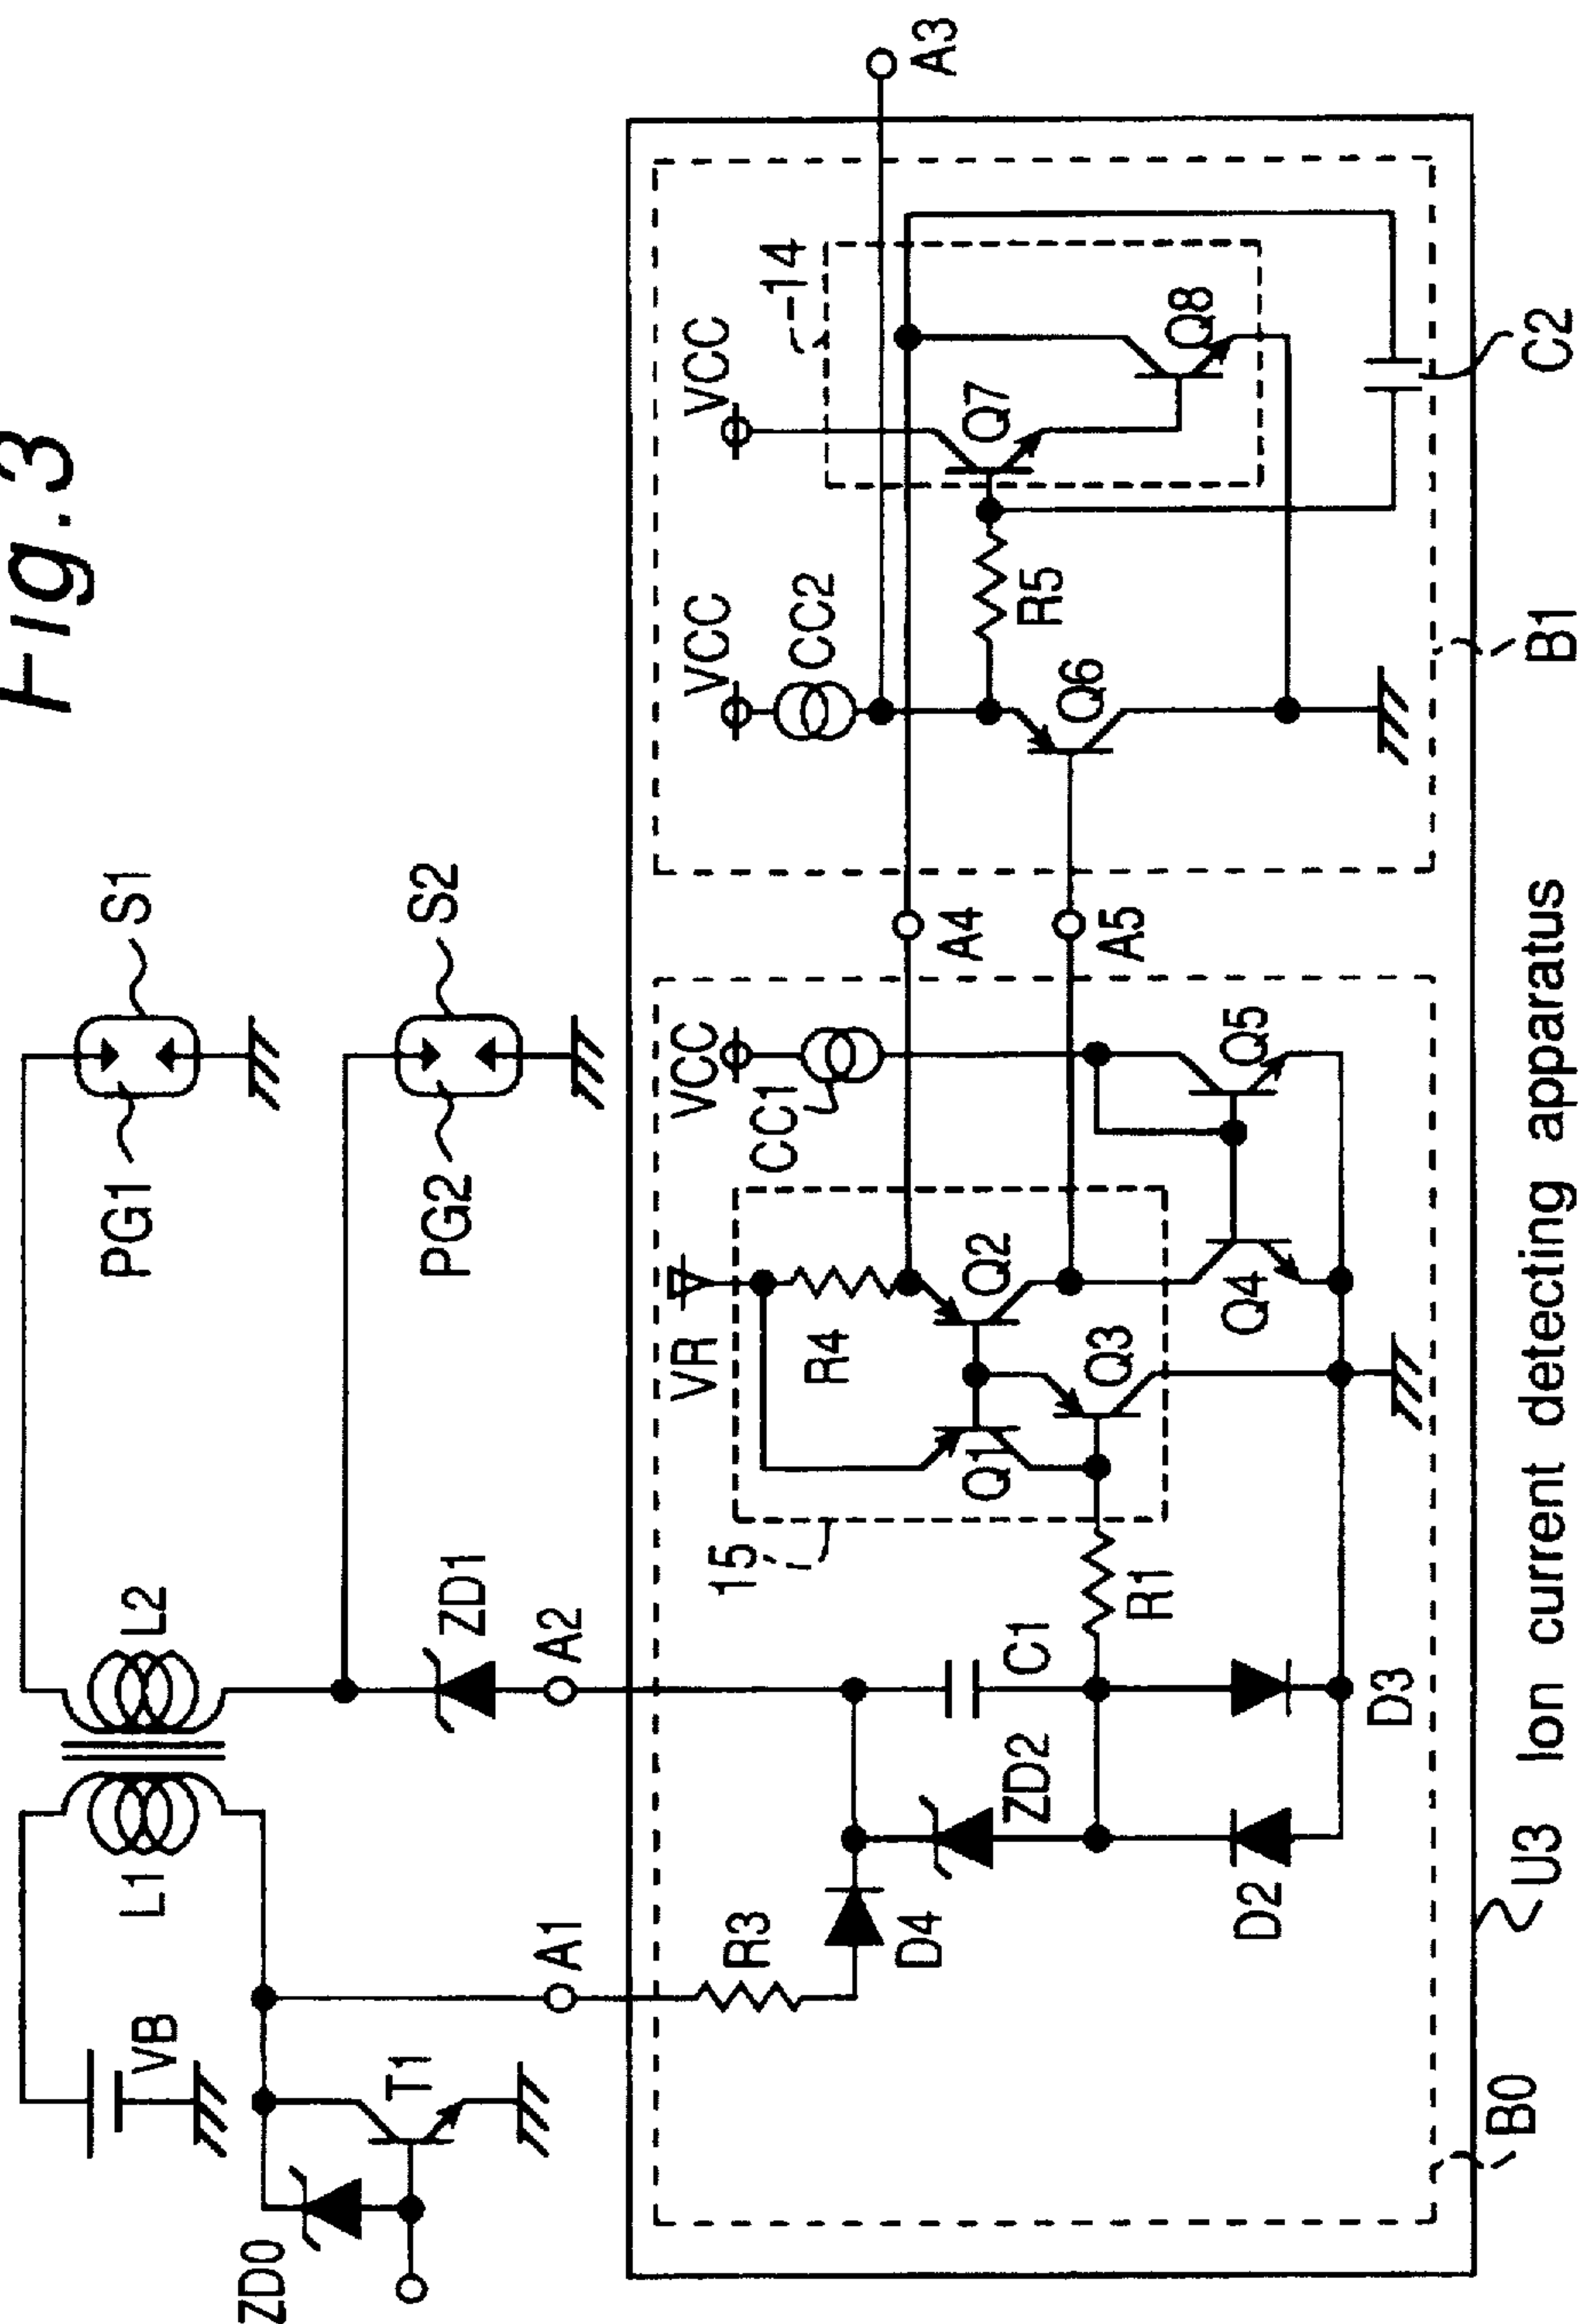 Fig.3
VB
L1
L2
PG1
S1
PG2
S2
ZD0
T1
ZD1
A1
A2
A3
R3
D4
ZD2
C1
R1
D2
D3
15
VR
R4
Q1
Q2
Q3
Q4
Q5
VCC
CC1
A4
A5
VCC
CC2
VCC
14
Q6
R5
Q7
Q8
C2
B0
B1
U3 Ion current detecting apparatus